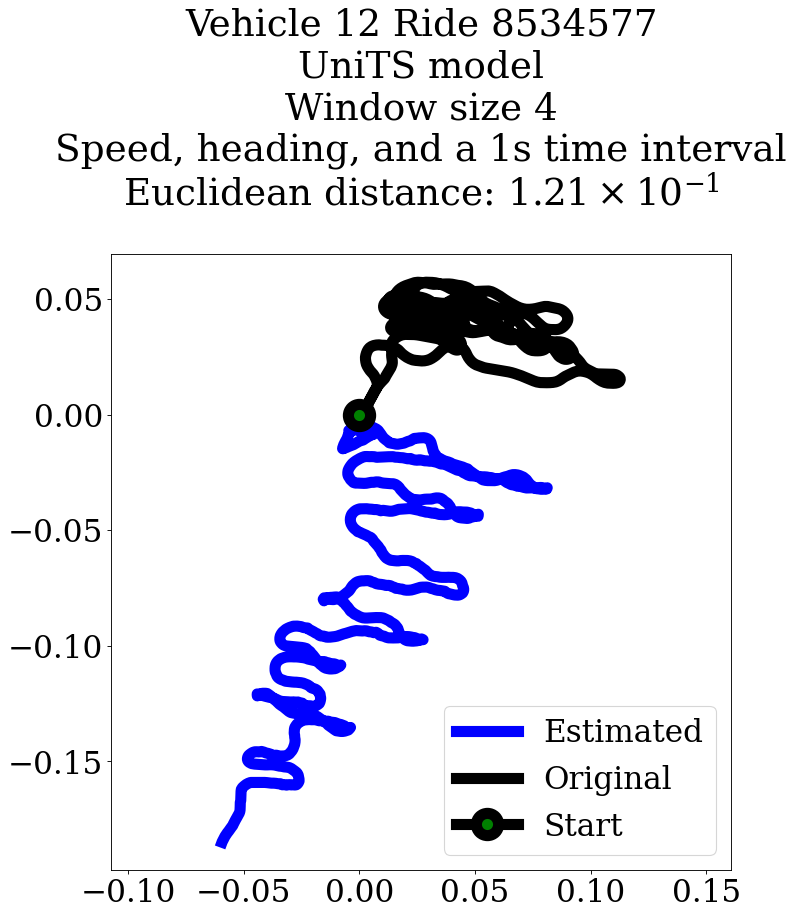 Vehicle 12 Ride 8534577
UniTS model
Window size 4
Speed, heading, and a 1s time interval
Euclidean distance: 1.21 × 10⁻¹
0.05
0.00
−0.05
−0.10
−0.15
Estimated
Original
Start
−0.10 −0.05 0.00 0.05 0.10 0.15